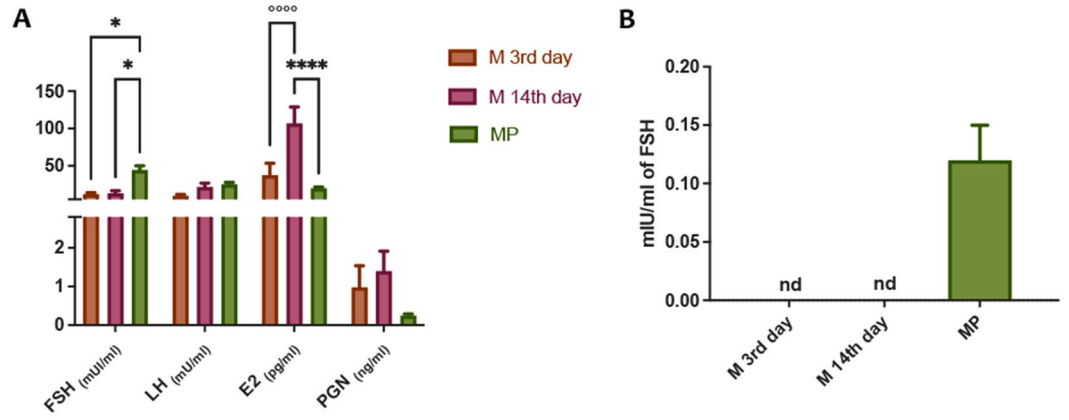 A
*
*
°°°°
****
150
100
50
2
1
0
FSH (mUI/ml)
LH (mU/ml)
E2 (pg/ml)
PGN (ng/ml)
M 3rd day
M 14th day
MP
B
mIU/ml of FSH
0.20
0.15
0.10
0.05
0.00
nd
nd
M 3rd day
M 14th day
MP